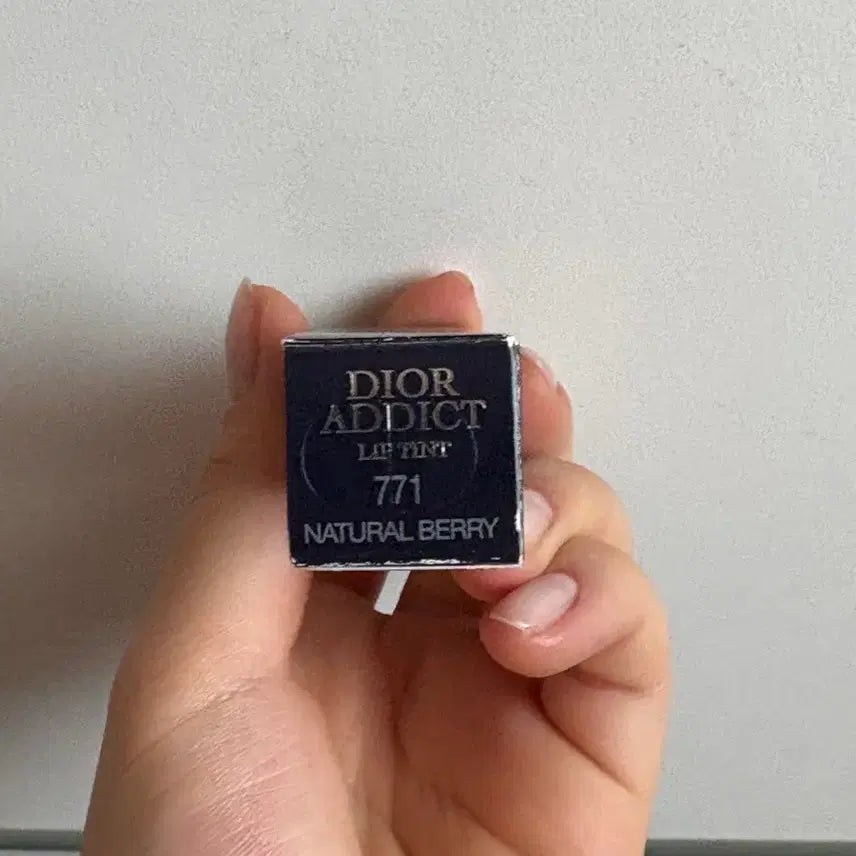 DIOR
ADDICT
LIP TINT
771
NATURAL BERRY